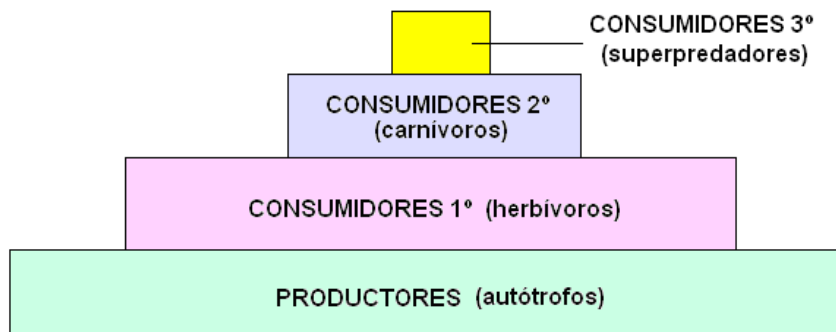 CONSUMIDORES 3º
(superpredadores)
CONSUMIDORES 2º
(carnívoros)
CONSUMIDORES 1º (herbívoros)
PRODUCTORES (autótrofos)